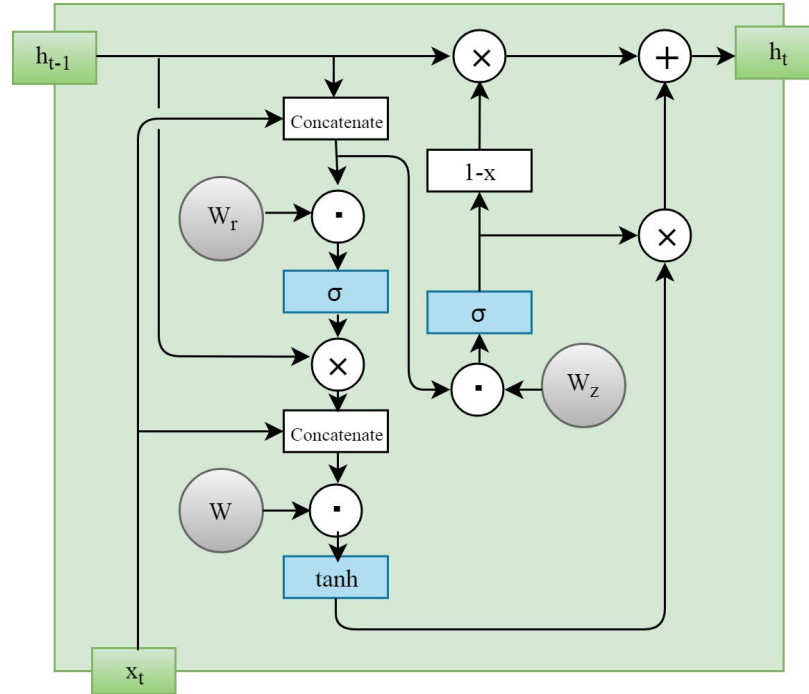 h_{t-1}
×
+
h_t
Concatenate
1-x
W_r
·
×
σ
σ
×
·
W_z
Concatenate
W
·
tanh
x_t